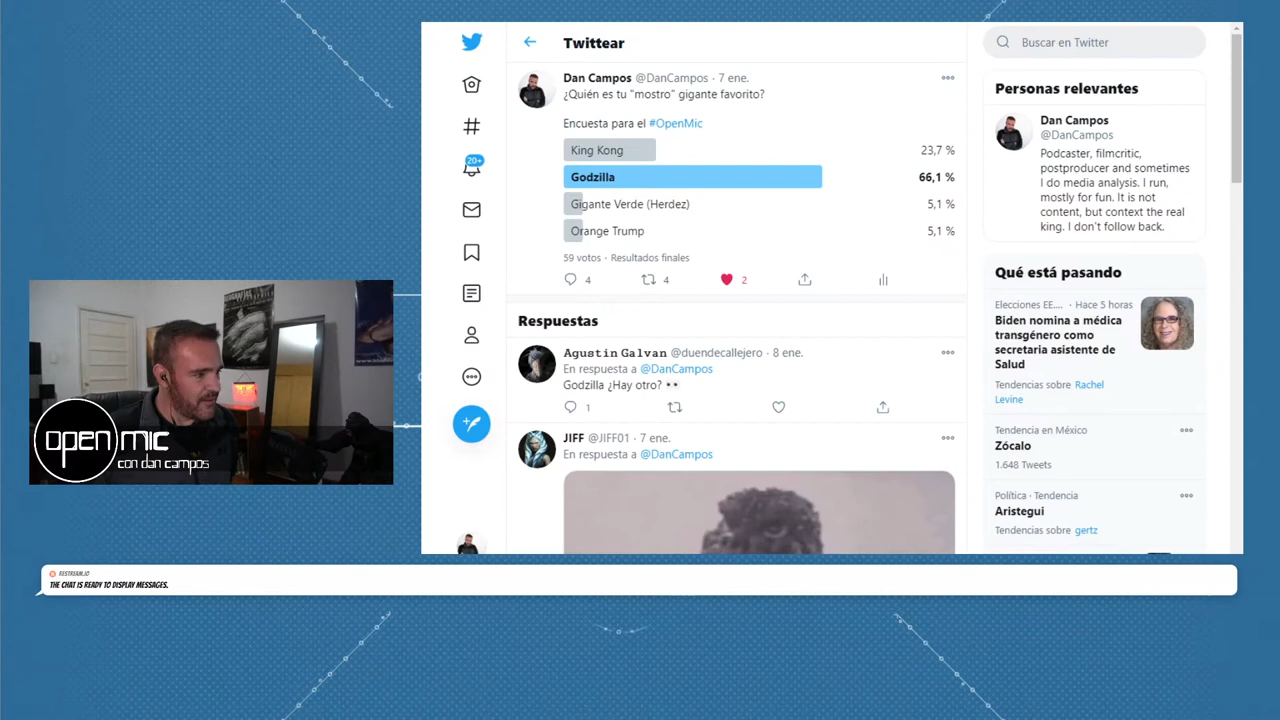 Twittear
Buscar en Twitter
Dan Campos @DanCampos · 7 ene.
¿Quién es tu "mostro" gigante favorito?
Encuesta para el #OpenMic
King Kong 23,7 %
Godzilla 66,1 %
Gigante Verde (Herdez) 5,1 %
Orange Trump 5,1 %
59 votos · Resultados finales
4 4 2
Respuestas
Agustin Galvan @duendecallejero · 8 ene.
En respuesta a @DanCampos
Godzilla ¿Hay otro? 👀
1
JIFF @JIFF01 · 7 ene.
En respuesta a @DanCampos
20+
Personas relevantes
Dan Campos
@DanCampos
Podcaster, filmcritic,
postproducer and sometimes
I do media analysis. I run,
mostly for fun. It is not
content, but context the real
king. I don't follow back.
Qué está pasando
Elecciones EE.... · Hace 5 horas
Biden nomina a médica
transgénero como
secretaria asistente de
Salud
Tendencias sobre Rachel
Levine
Tendencia en México
Zócalo
1.648 Tweets
Política · Tendencia
Aristegui
Tendencias sobre gertz
open mic
con dan campos
RESTREAM.IO
THE CHAT IS READY TO DISPLAY MESSAGES.